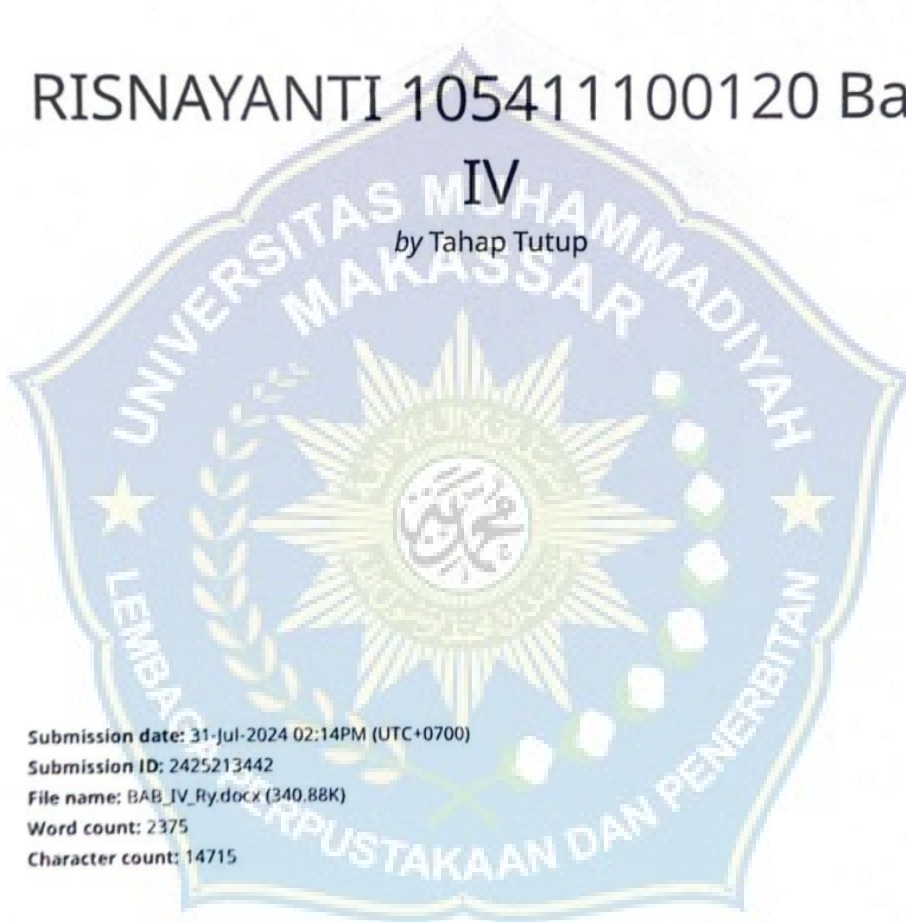 RISNAYANTI 105411100120 Ba
IV
by Tahap Tutup
UNIVERSITAS MUHAMMADIYAH
MAKASSAR
محمدية
LEMBAGA PERPUSTAKAAN DAN PENERBITAN
Submission date: 31-Jul-2024 02:14PM (UTC+0700)
Submission ID: 2425213442
File name: BAB_IV_Ry.docx (340.88K)
Word count: 2375
Character count: 14715